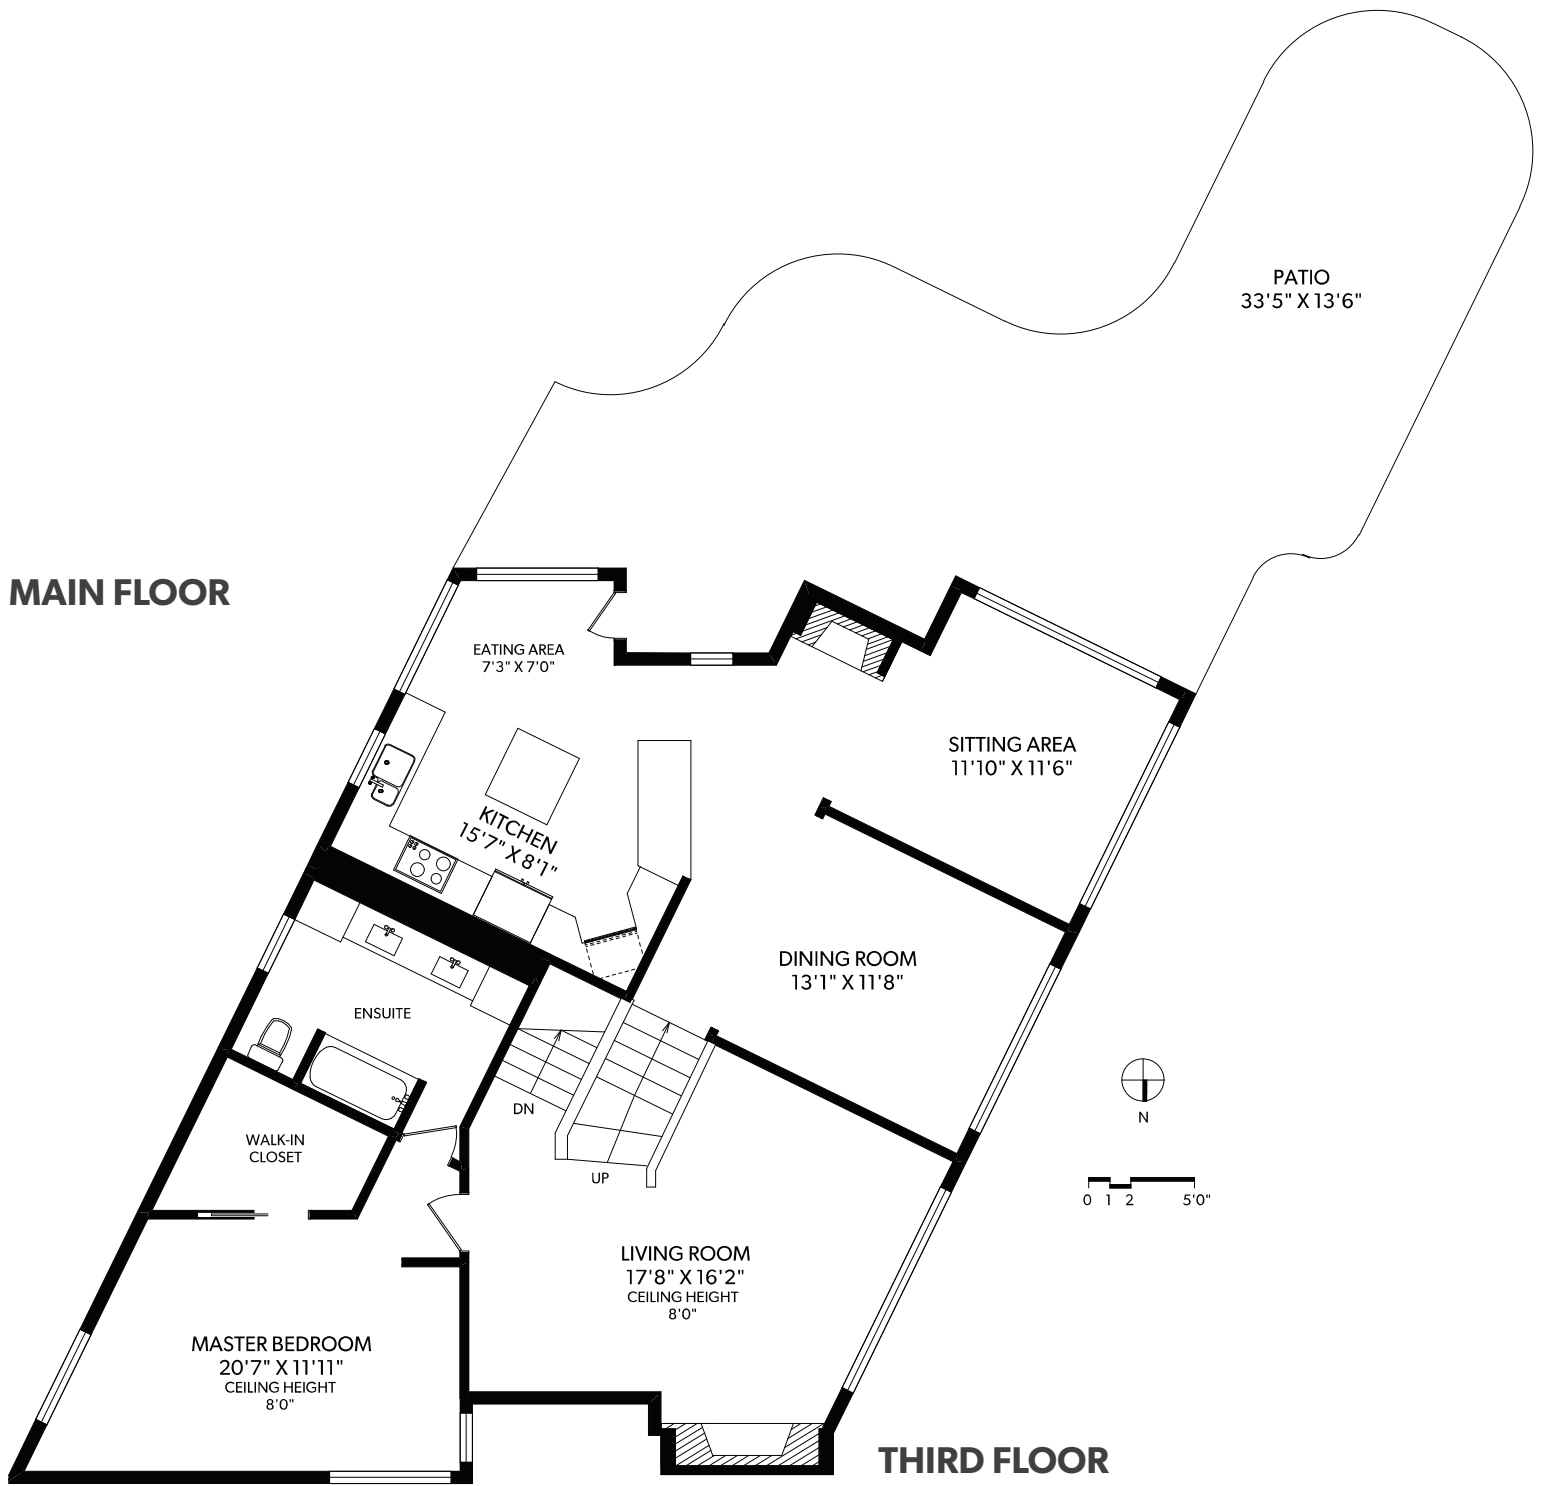 PATIO
33'5" X 13'6"
MAIN FLOOR
EATING AREA
7'3" X 7'0"
SITTING AREA
11'10" X 11'6"
KITCHEN
15'7" X 8'1"
DINING ROOM
13'1" X 11'8"
ENSUITE
DN
UP
N
WALK-IN
CLOSET
0 1 2 5'0"
LIVING ROOM
17'8" X 16'2"
CEILING HEIGHT
8'0"
MASTER BEDROOM
20'7" X 11'11"
CEILING HEIGHT
8'0"
THIRD FLOOR